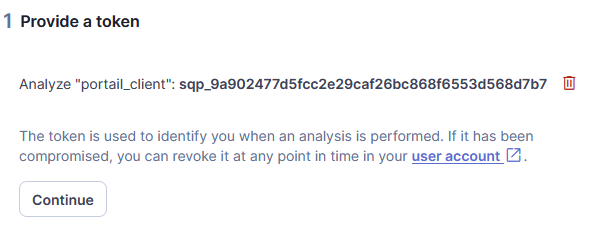 1 Provide a token
Analyze "portail_client": sqp_9a902477d5fcc2e29caf26bc868f6553d568d7b7
The token is used to identify you when an analysis is performed. If it has been
compromised, you can revoke it at any point in time in your user account.
Continue